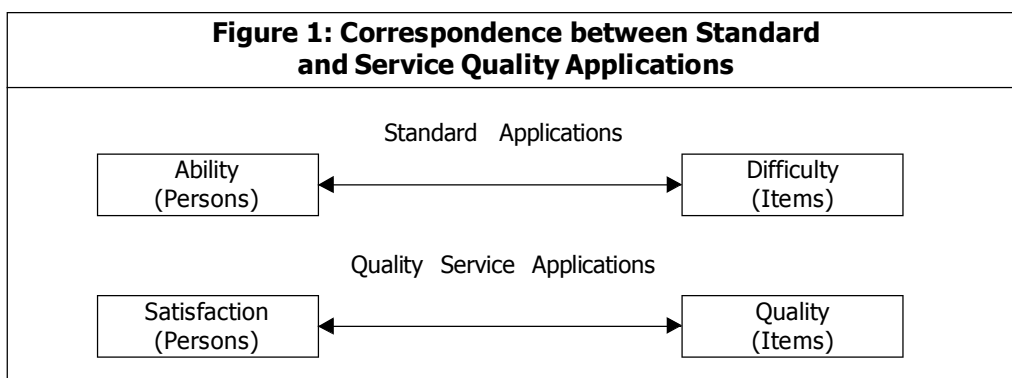 Figure 1: Correspondence between Standard
and Service Quality Applications
Standard Applications
Ability
(Persons)
Difficulty
(Items)
Quality Service Applications
Satisfaction
(Persons)
Quality
(Items)